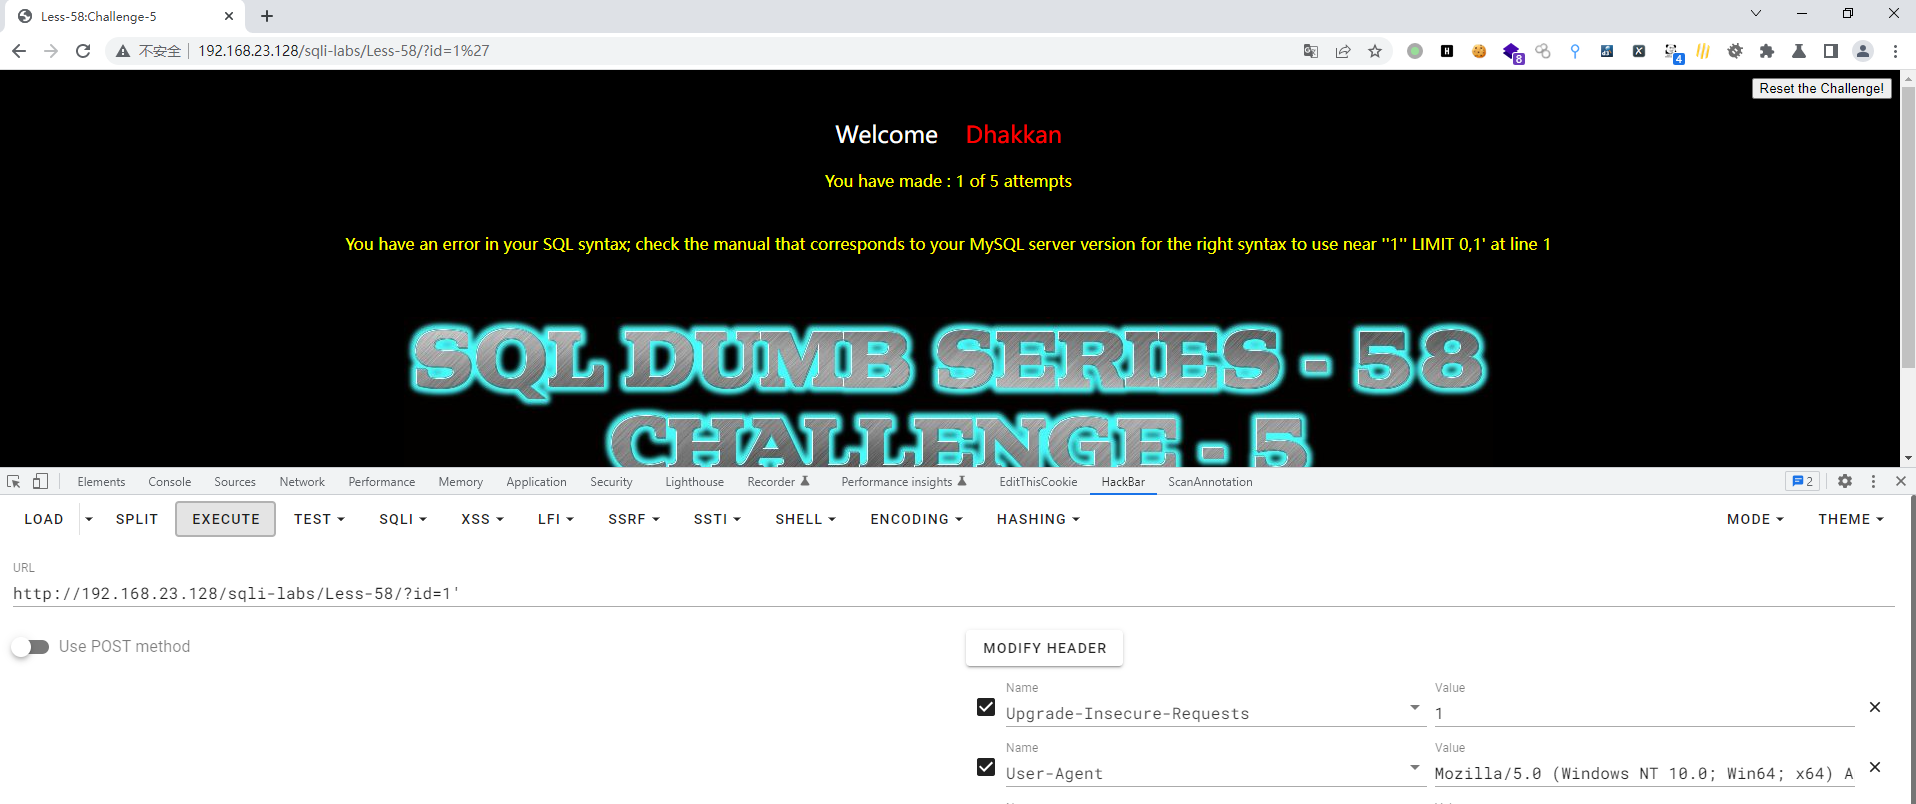 Less-58:Challenge-5
不安全 192.168.23.128/sqli-labs/Less-58/?id=1%27
8
4
Reset the Challenge!
Welcome Dhakkan
You have made : 1 of 5 attempts
You have an error in your SQL syntax; check the manual that corresponds to your MySQL server version for the right syntax to use near ''1'' LIMIT 0,1' at line 1
SQL DUMB SERIES - 58
CHALLENGE - 5
Elements Console Sources Network Performance Memory Application Security Lighthouse Recorder Performance insights EditThisCookie HackBar ScanAnnotation 2
LOAD SPLIT EXECUTE TEST SQLI XSS LFI SSRF SSTI SHELL ENCODING HASHING MODE THEME
URL
http://192.168.23.128/sqli-labs/Less-58/?id=1'
Use POST method
MODIFY HEADER
Name Value
Upgrade-Insecure-Requests 1
Name Value
User-Agent Mozilla/5.0 (Windows NT 10.0; Win64; x64) A